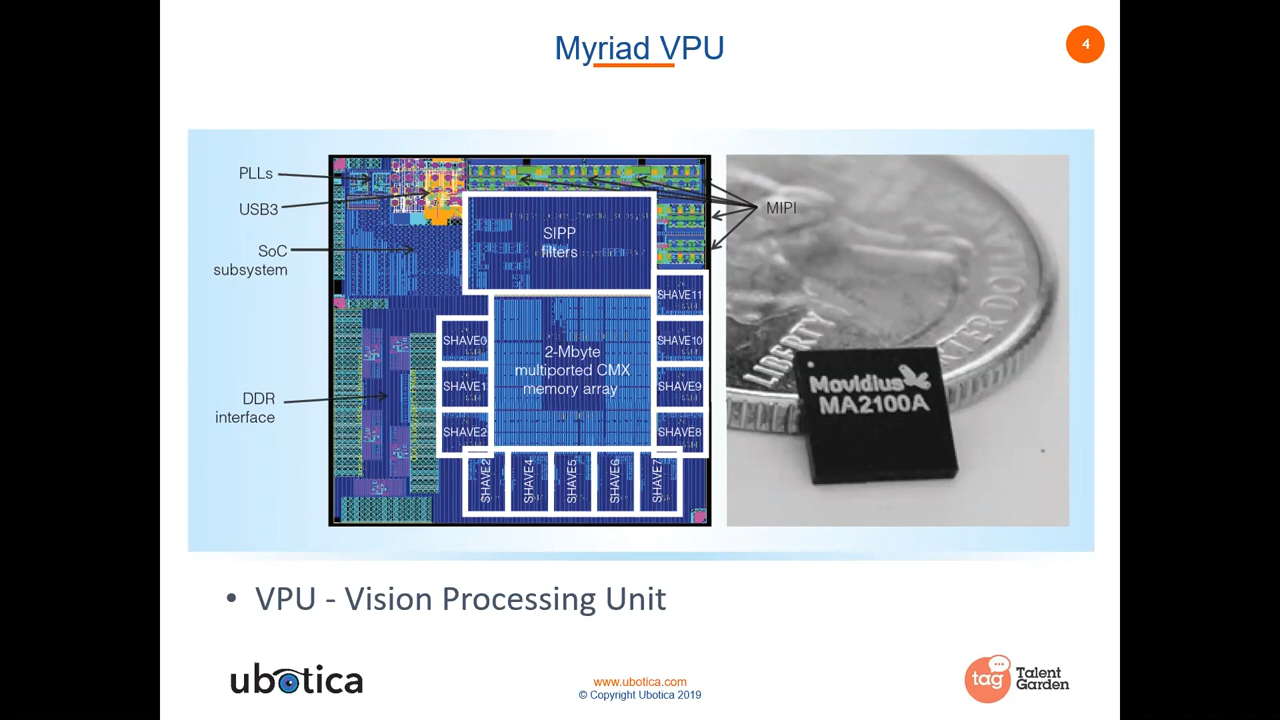 Myriad VPU
4
PLLs
USB3
SoC
subsystem
DDR
interface
SIPP
filters
MIPI
SHAVE11
SHAVE0
SHAVE10
2-Mbyte
multiported CMX
memory array
SHAVE1
SHAVE9
SHAVE2
SHAVE8
SHAVE2
SHAVE4
SHAVE5
SHAVE6
SHAVE7
LIBERTY
Movidius
MA2100A
• VPU - Vision Processing Unit
ubotica
www.ubotica.com
© Copyright Ubotica 2019
tag
Talent
Garden